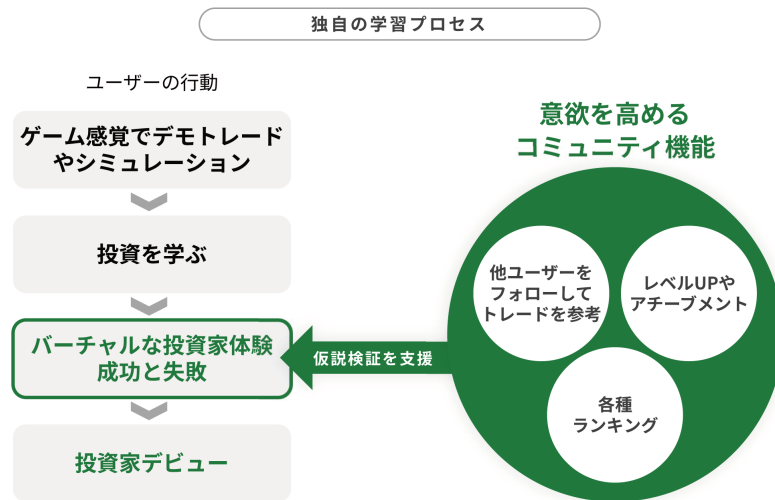 独自の学習プロセス
ユーザーの行動
ゲーム感覚でデモトレード
やシミュレーション
投資を学ぶ
バーチャルな投資家体験
成功と失敗
投資家デビュー
仮説検証を支援
意欲を高める
コミュニティ機能
他ユーザーを
フォローして
トレードを参考
レベルUPや
アチーブメント
各種
ランキング